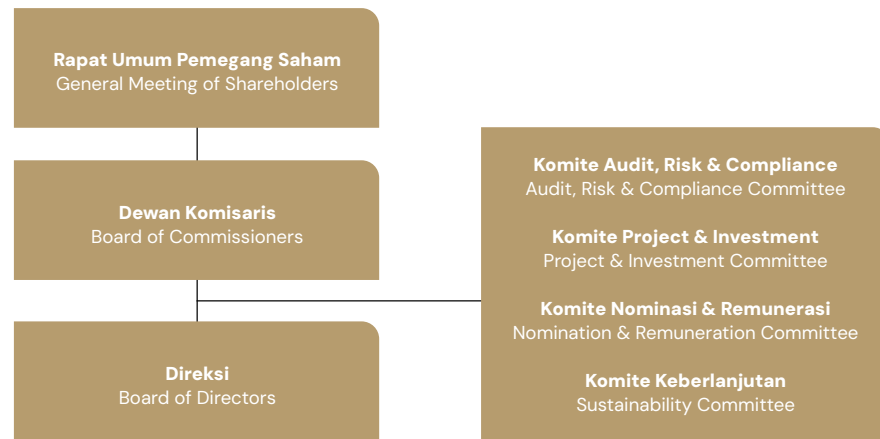 Rapat Umum Pemegang Saham
General Meeting of Shareholders
Dewan Komisaris
Board of Commissioners
Komite Audit, Risk & Compliance
Audit, Risk & Compliance Committee
Komite Project & Investment
Project & Investment Committee
Komite Nominasi & Remunerasi
Nomination & Remuneration Committee
Komite Keberlanjutan
Sustainability Committee
Direksi
Board of Directors